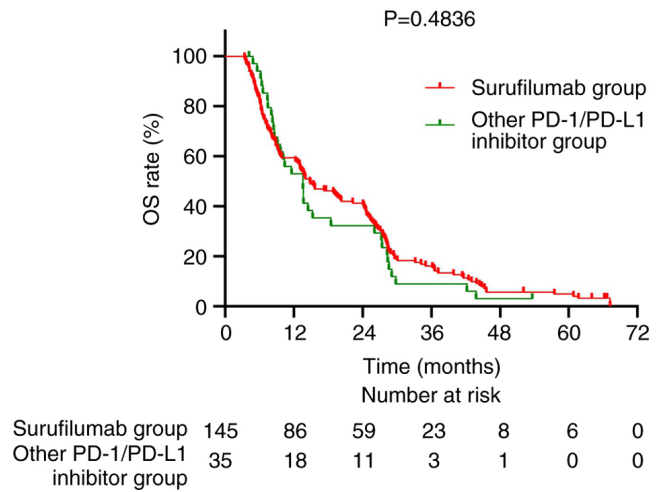 P=0.4836
100
80
60
40
20
0
OS rate (%)
Surufilumab group
Other PD-1/PD-L1
inhibitor group
0 12 24 36 48 60 72
Time (months)
Number at risk
Surufilumab group 145 86 59 23 8 6 0
Other PD-1/PD-L1
inhibitor group 35 18 11 3 1 0 0